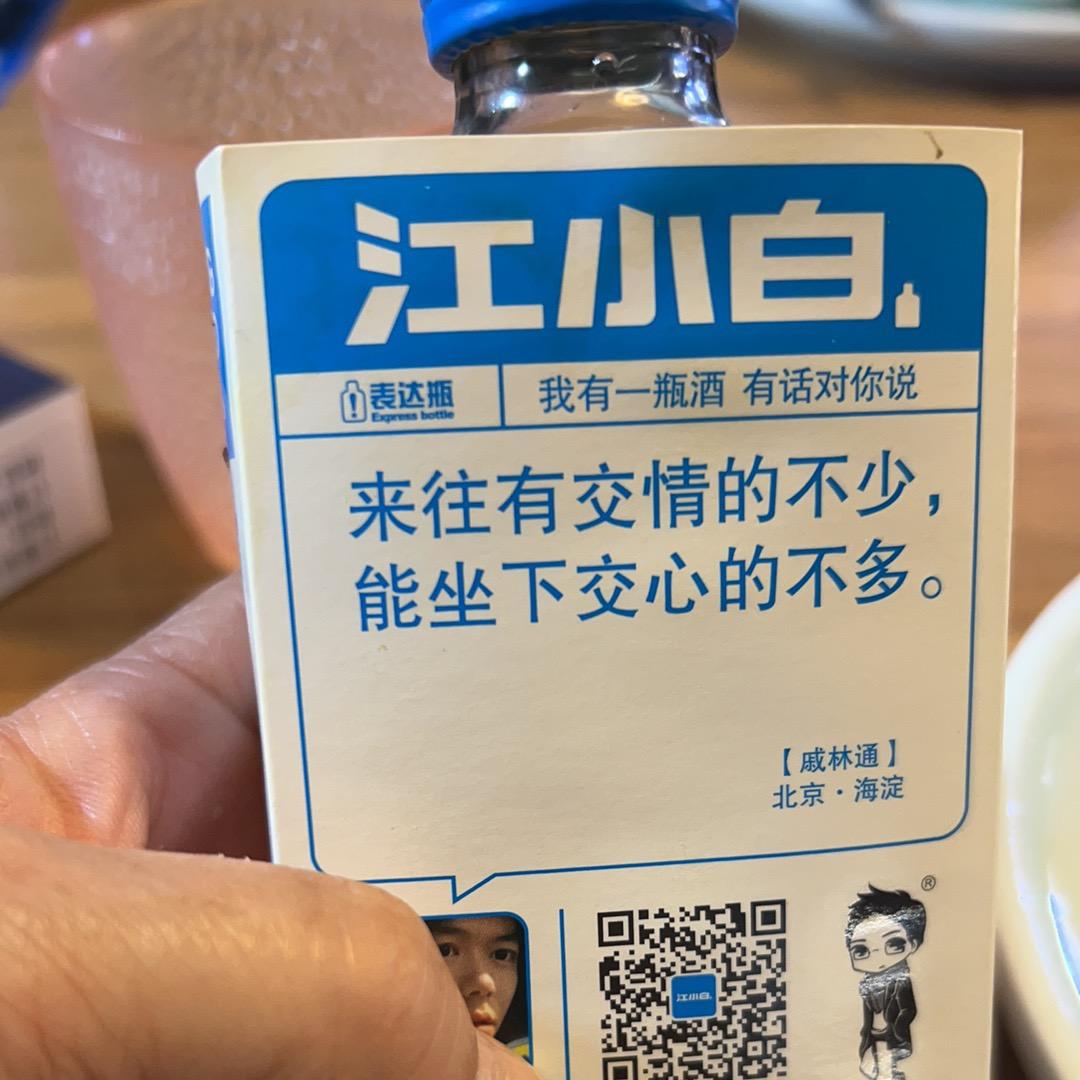 江小白
表达瓶
Express bottle
我有一瓶酒 有话对你说
来往有交情的不少，
能坐下交心的不多。
【戚林通】
北京·海淀
®
江小白